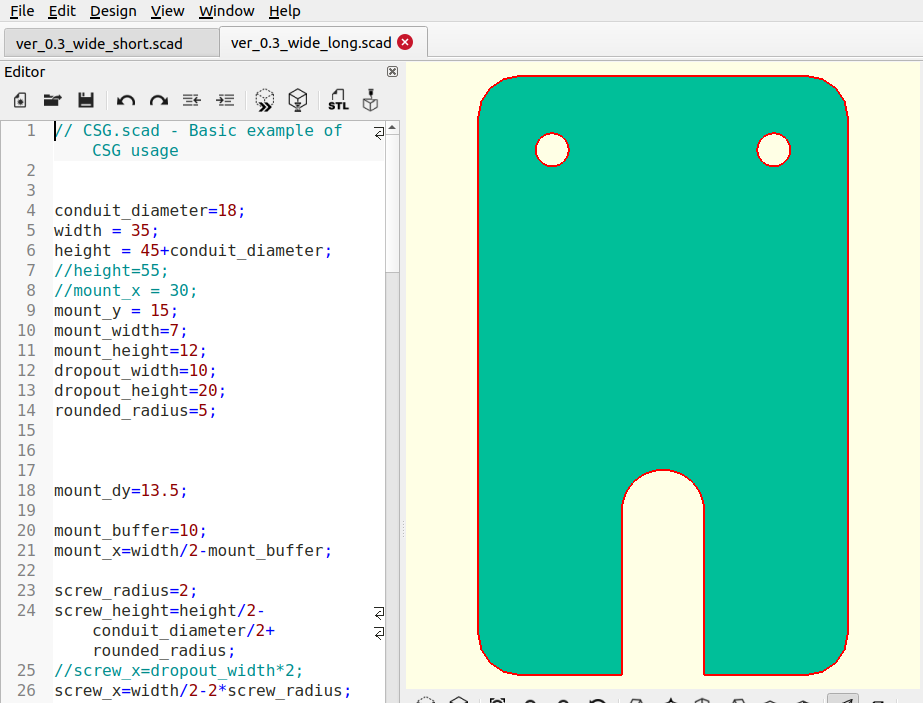 File Edit Design View Window Help
ver_0.3_wide_short.scad ver_0.3_wide_long.scad
Editor
STL
1 // CSG.scad - Basic example of
CSG usage
2
3
4 conduit_diameter=18;
5 width = 35;
6 height = 45+conduit_diameter;
7 //height=55;
8 //mount_x = 30;
9 mount_y = 15;
10 mount_width=7;
11 mount_height=12;
12 dropout_width=10;
13 dropout_height=20;
14 rounded_radius=5;
15
16
17
18 mount_dy=13.5;
19
20 mount_buffer=10;
21 mount_x=width/2-mount_buffer;
22
23 screw_radius=2;
24 screw_height=height/2-
conduit_diameter/2+
rounded_radius;
25 //screw_x=dropout_width*2;
26 screw_x=width/2-2*screw_radius;